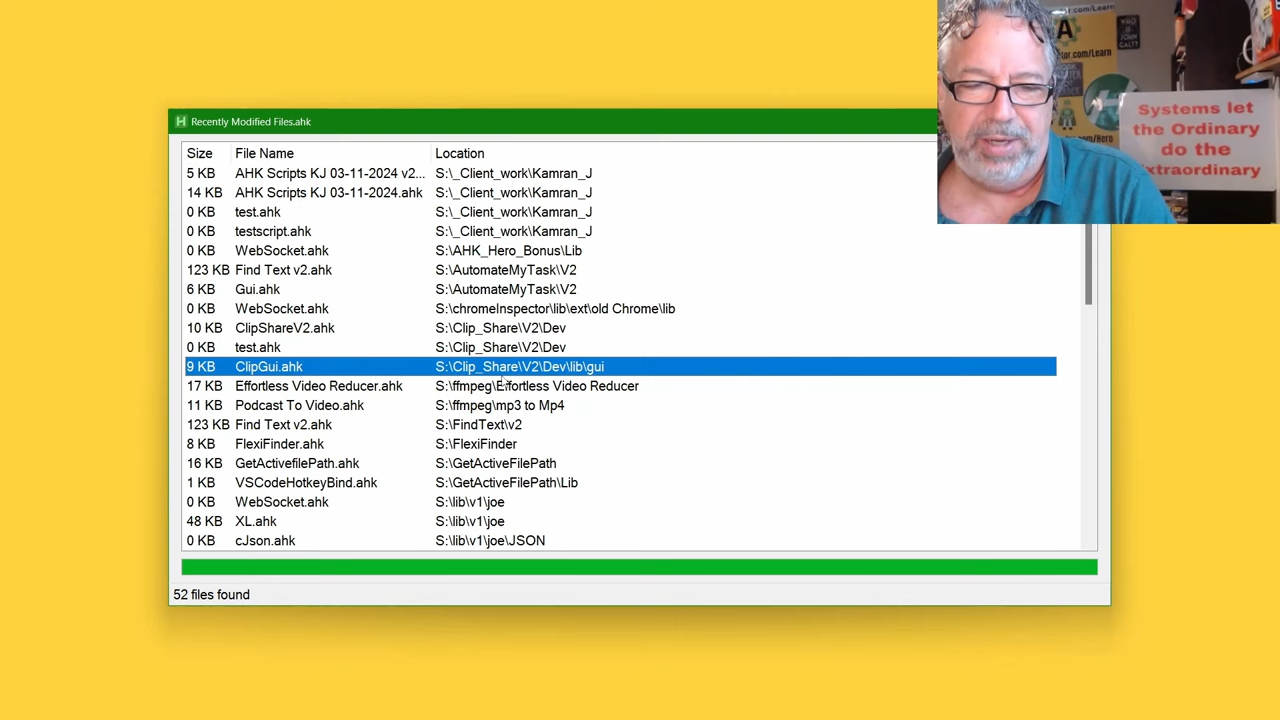 Recently Modified Files.ahk
Size File Name Location
5 KB AHK Scripts KJ 03-11-2024 v2... S:\_Client_work\Kamran_J
14 KB AHK Scripts KJ 03-11-2024.ahk S:\_Client_work\Kamran_J
0 KB test.ahk S:\_Client_work\Kamran_J
0 KB testscript.ahk S:\_Client_work\Kamran_J
0 KB WebSocket.ahk S:\AHK_Hero_Bonus\Lib
123 KB Find Text v2.ahk S:\AutomateMyTask\V2
6 KB Gui.ahk S:\AutomateMyTask\V2
0 KB WebSocket.ahk S:\chromeInspector\lib\ext\old Chrome\lib
10 KB ClipShareV2.ahk S:\Clip_Share\V2\Dev
0 KB test.ahk S:\Clip_Share\V2\Dev
9 KB ClipGui.ahk S:\Clip_Share\V2\Dev\lib\gui
17 KB Effortless Video Reducer.ahk S:\ffmpeg\Effortless Video Reducer
11 KB Podcast To Video.ahk S:\ffmpeg\mp3 to Mp4
123 KB Find Text v2.ahk S:\FindText\v2
8 KB FlexiFinder.ahk S:\FlexiFinder
16 KB GetActivefilePath.ahk S:\GetActiveFilePath
1 KB VSCodeHotkeyBind.ahk S:\GetActiveFilePath\Lib
0 KB WebSocket.ahk S:\lib\v1\joe
48 KB XL.ahk S:\lib\v1\joe
0 KB cJson.ahk S:\lib\v1\joe\JSON
52 files found
WHO IS JOHN GALT?
Systems let
the Ordinary
do the
xtraordinary